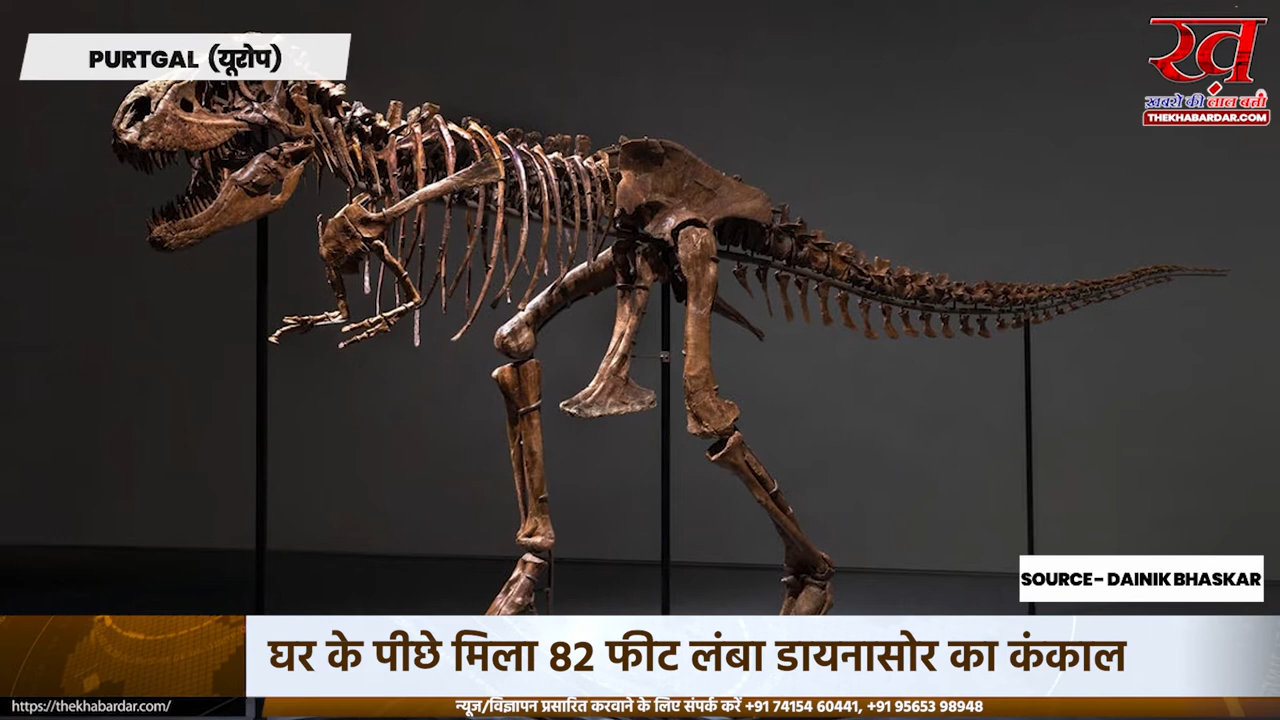 PURTGAL (यूरोप)
ख
खबरों की लाल बत्ती
THEKHABARDAR.COM
SOURCE- DAINIK BHASKAR
घर के पीछे मिला 82 फीट लंबा डायनासोर का कंकाल
https://thekhabardar.com/
न्यूज/विज्ञापन प्रसारित करवाने के लिए संपर्क करें +91 74154 60441, +91 95653 98948